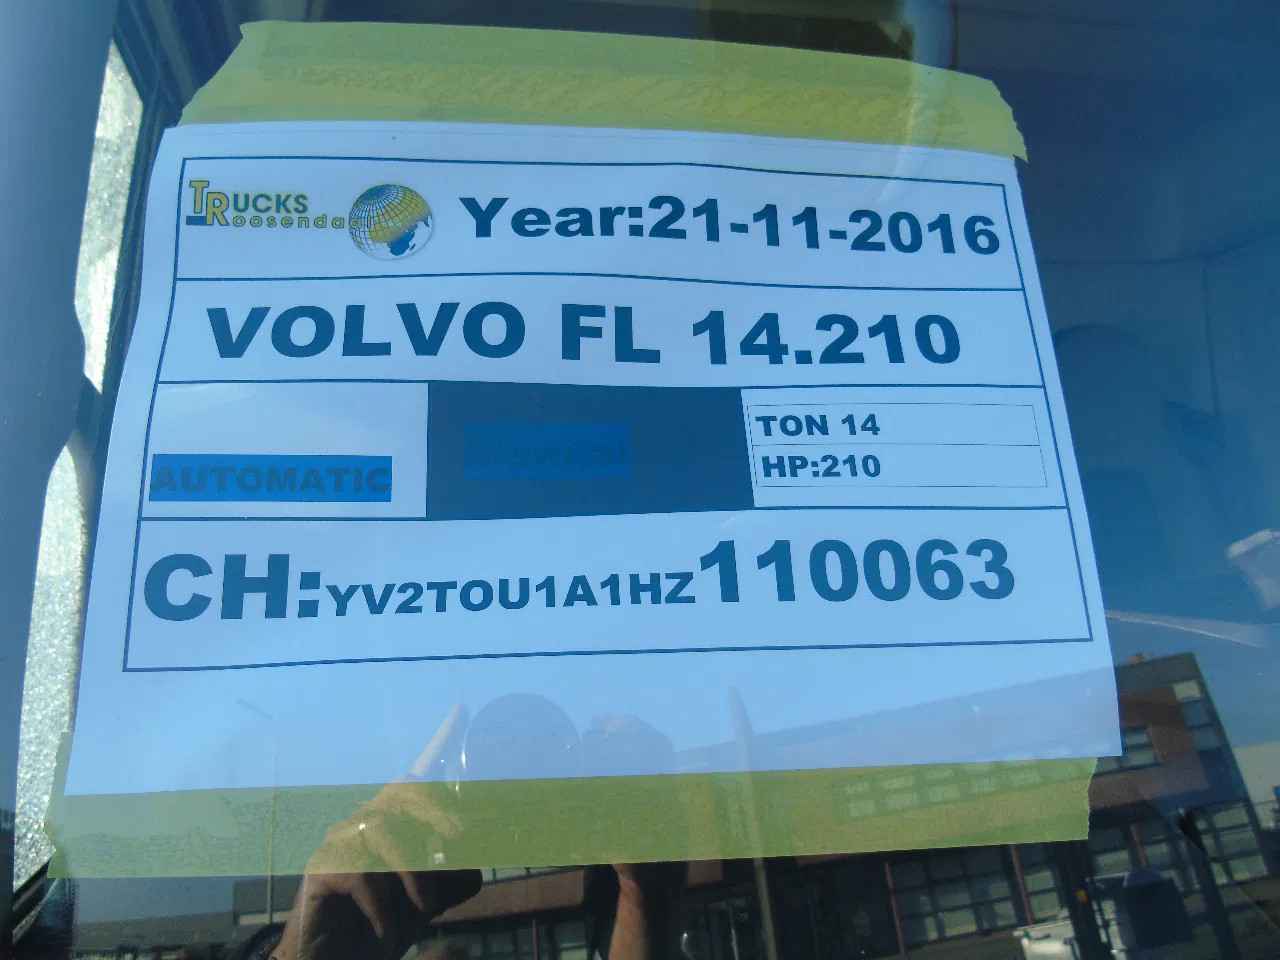 TRUCKS
Roosendaal
Year:21-11-2016
VOLVO FL 14.210
AUTOMATIC
TON 14
HP:210
CH:YV2TOU1A1HZ110063